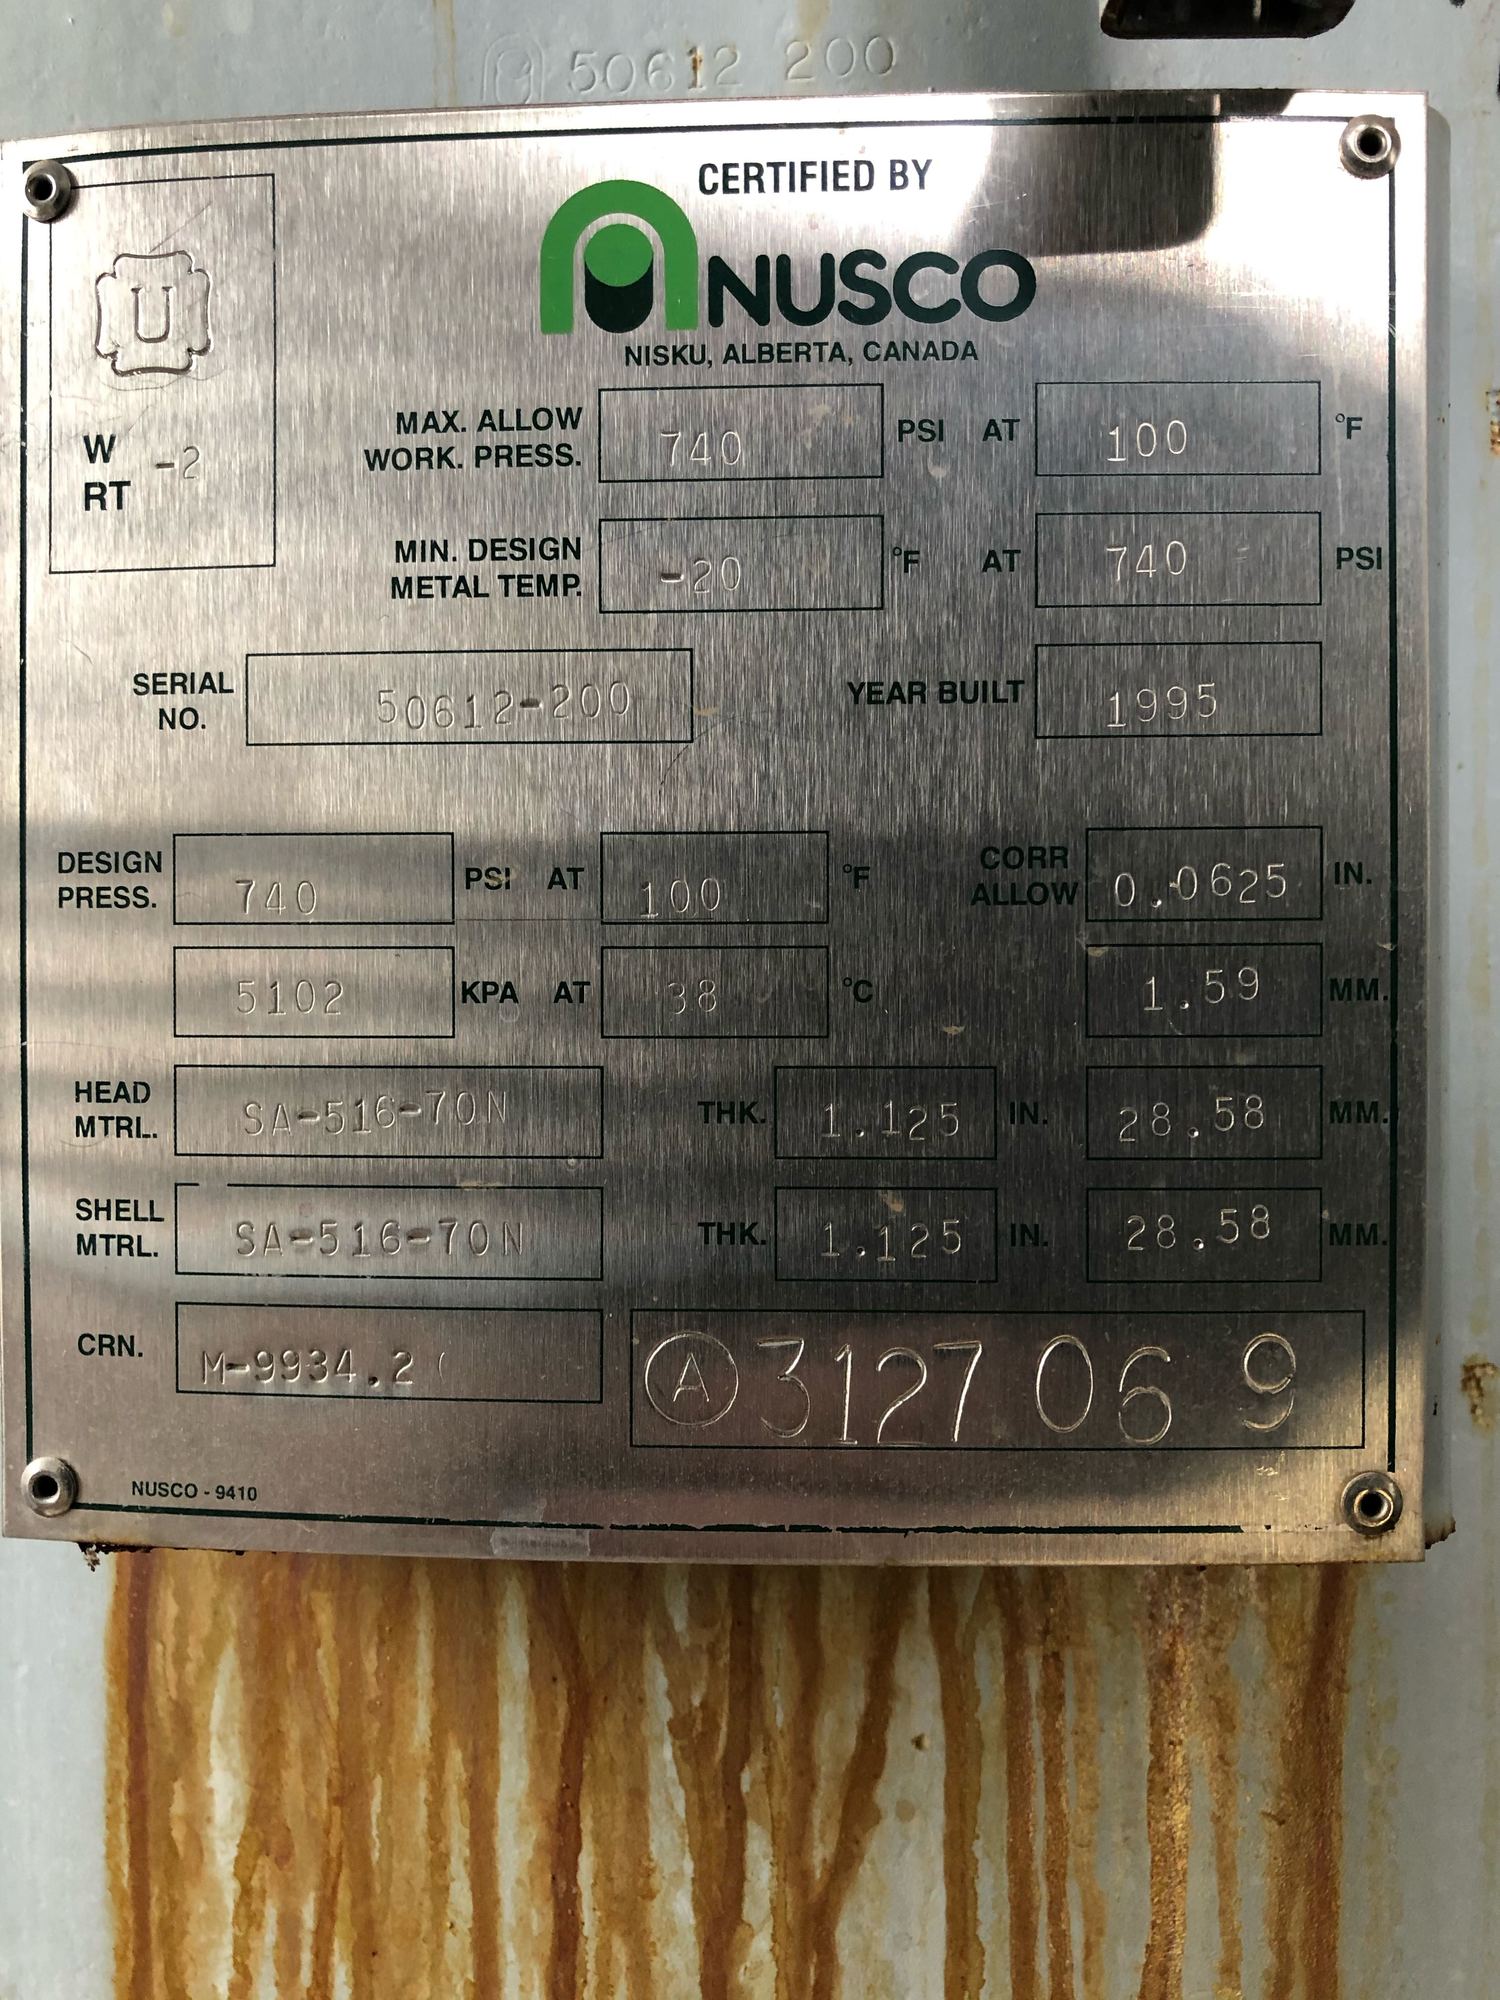 50612 200
CERTIFIED BY
NUSCO
NISKU, ALBERTA, CANADA
U
W
RT -2
MAX. ALLOW
WORK. PRESS. 740 PSI AT 100 °F
MIN. DESIGN
METAL TEMP. -20 °F AT 740 PSI
SERIAL
NO. 50612-200 YEAR BUILT 1995
DESIGN
PRESS. 740 PSI AT 100 °F CORR
ALLOW 0.0625 IN.
5102 KPA AT 38 °C 1.59 MM.
HEAD
MTRL. SA-516-70N THK. 1.125 IN. 28.58 MM.
SHELL
MTRL. SA-516-70N THK. 1.125 IN. 28.58 MM.
CRN. M-9934.2
A 3127069
NUSCO - 9410